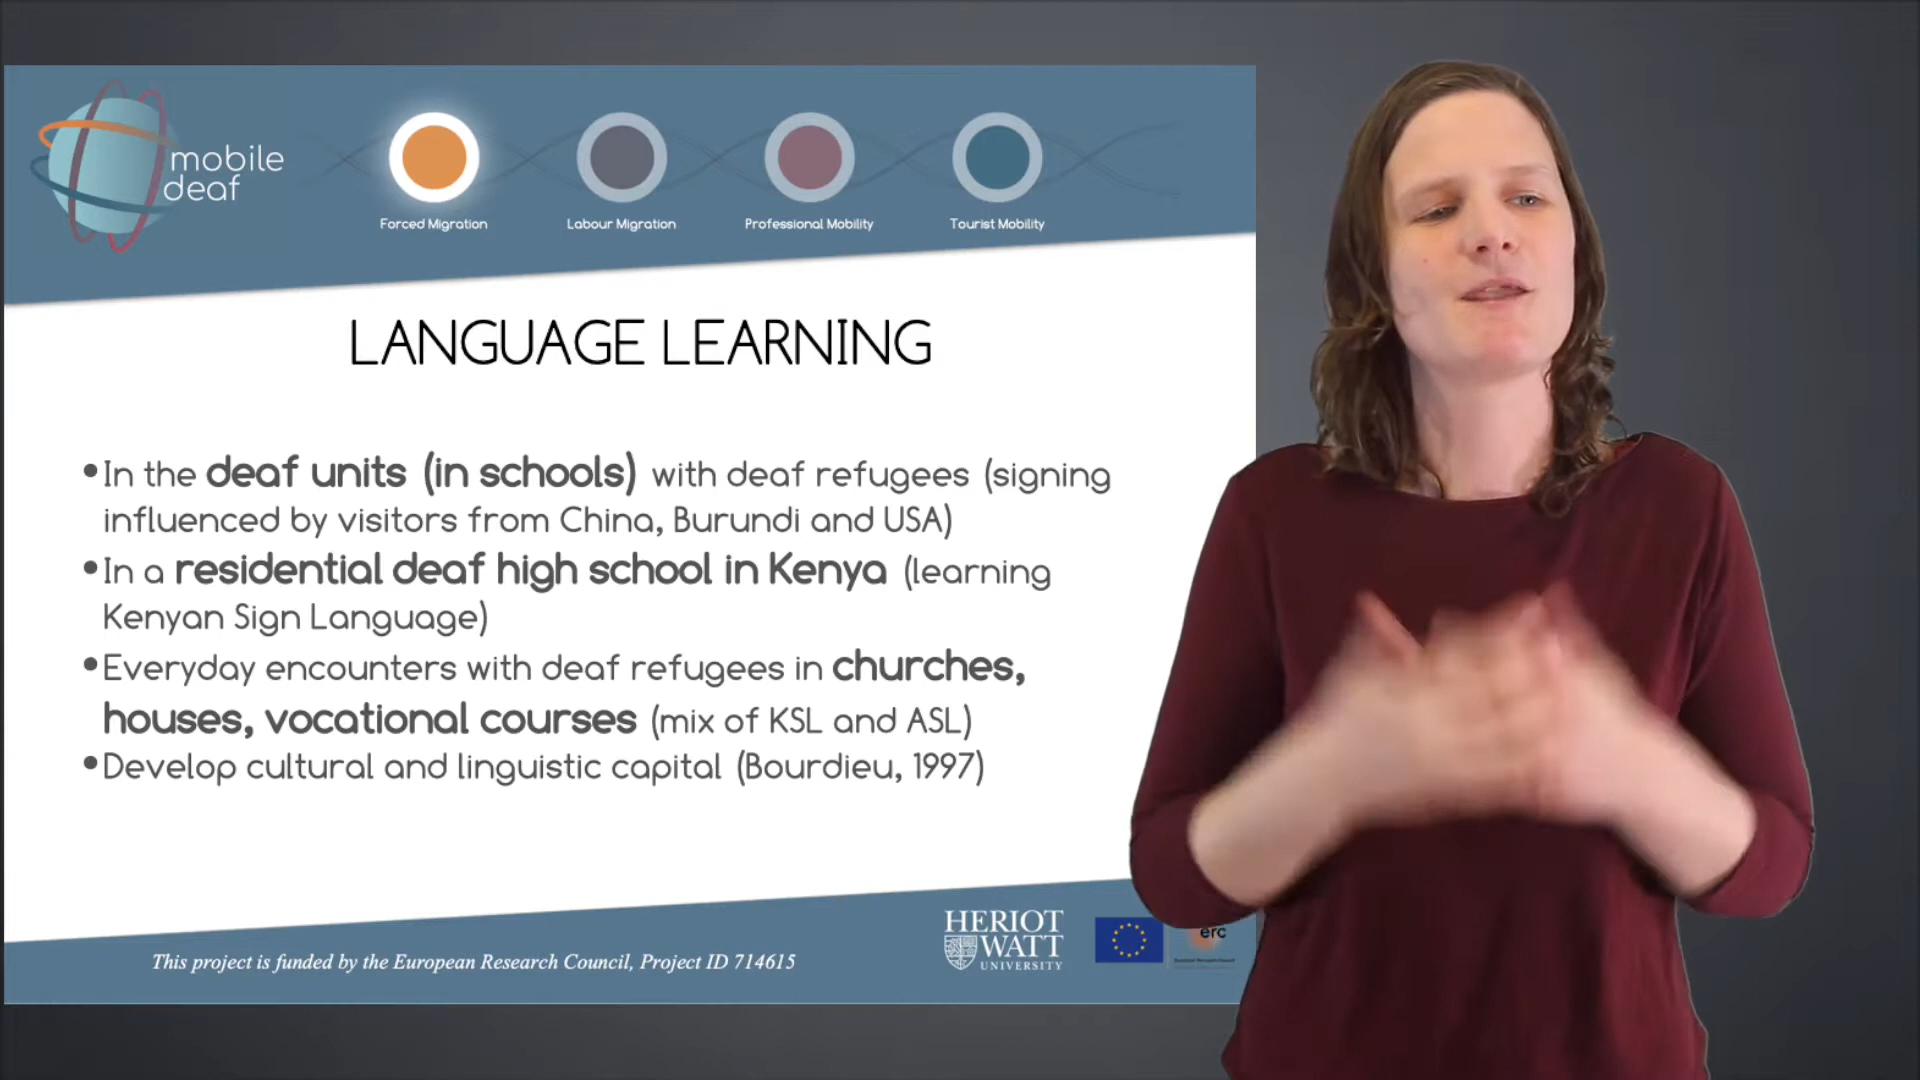 mobile
deaf
Forced Migration
Labour Migration
Professional Mobility
Tourist Mobility
LANGUAGE LEARNING
•In the deaf units (in schools) with deaf refugees (signing
influenced by visitors from China, Burundi and USA)
•In a residential deaf high school in Kenya (learning
Kenyan Sign Language)
•Everyday encounters with deaf refugees in churches,
houses, vocational courses (mix of KSL and ASL)
•Develop cultural and linguistic capital (Bourdieu, 1997)
This project is funded by the European Research Council, Project ID 714615
HERIOT
WATT
UNIVERSITY
erc